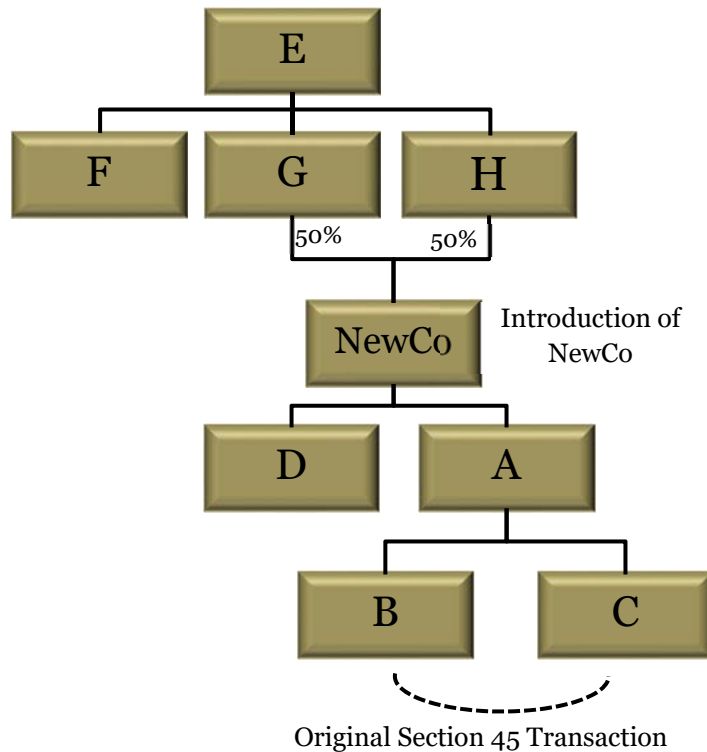 E
F
G
H
50%
50%
NewCo
Introduction of
NewCo
D
A
B
C
Original Section 45 Transaction